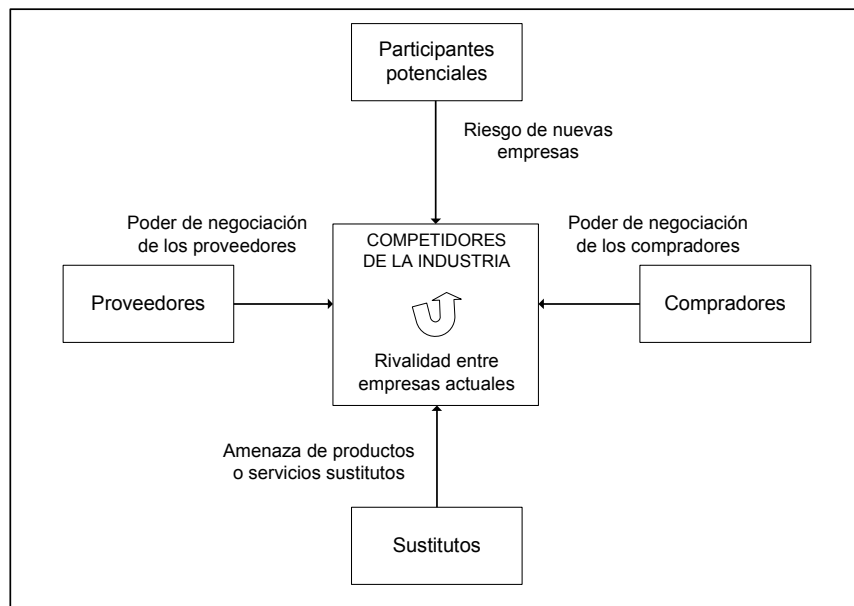 Participantes
potenciales
Riesgo de nuevas
empresas
Poder de negociación
de los proveedores
Poder de negociación
de los compradores
COMPETIDORES
DE LA INDUSTRIA
Proveedores
Compradores
Rivalidad entre
empresas actuales
Amenaza de productos
o servicios sustitutos
Sustitutos